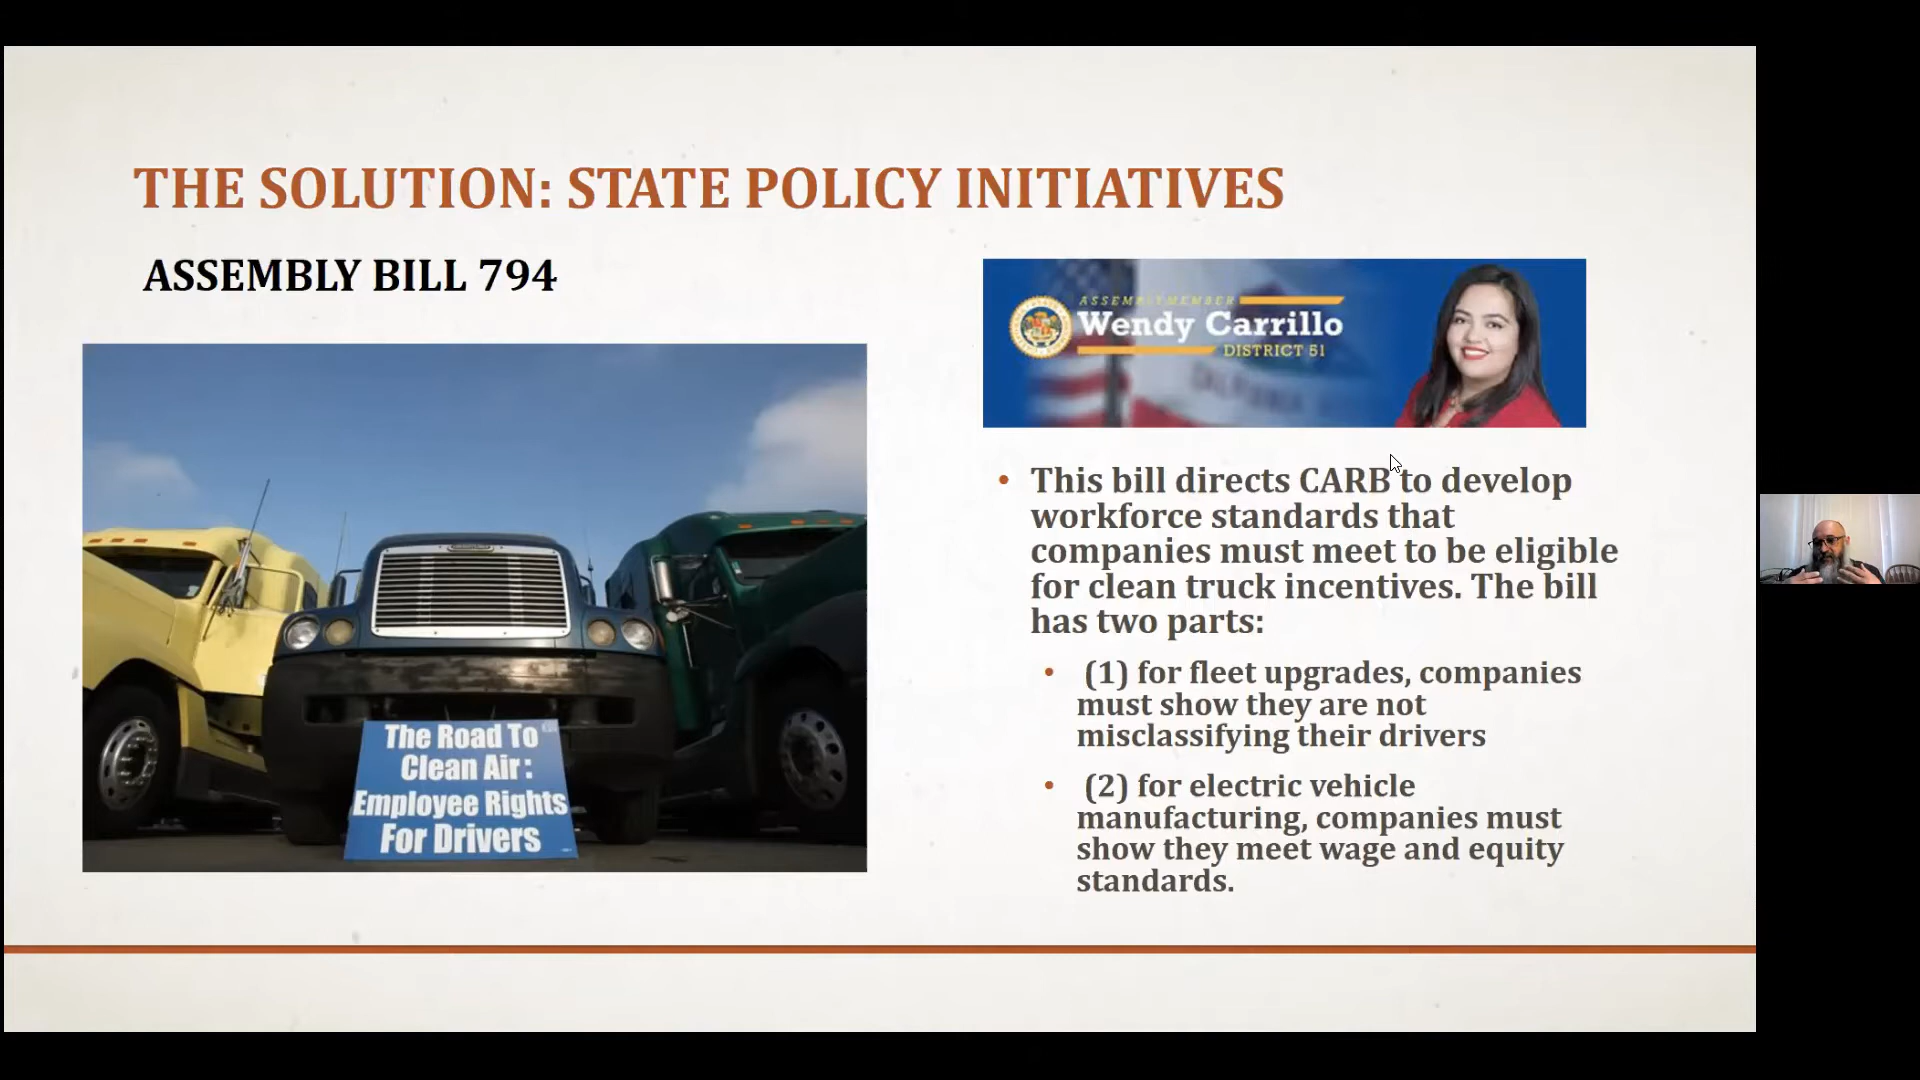 THE SOLUTION: STATE POLICY INITIATIVES
ASSEMBLY BILL 794
The Road To
Clean Air:
Employee Rights
For Drivers
ASSEMBLYMEMBER
Wendy Carrillo
DISTRICT 51
• This bill directs CARB to develop
workforce standards that
companies must meet to be eligible
for clean truck incentives. The bill
has two parts:
• (1) for fleet upgrades, companies
must show they are not
misclassifying their drivers
• (2) for electric vehicle
manufacturing, companies must
show they meet wage and equity
standards.